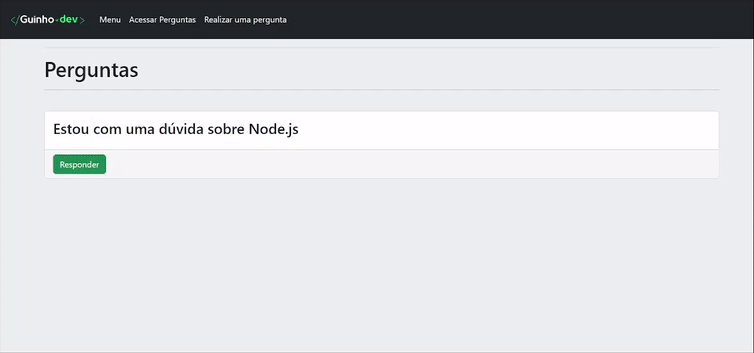 </Guinho-dev> Menu Acessar Perguntas Realizar uma pergunta
Perguntas
Estou com uma dúvida sobre Node.js
Responder